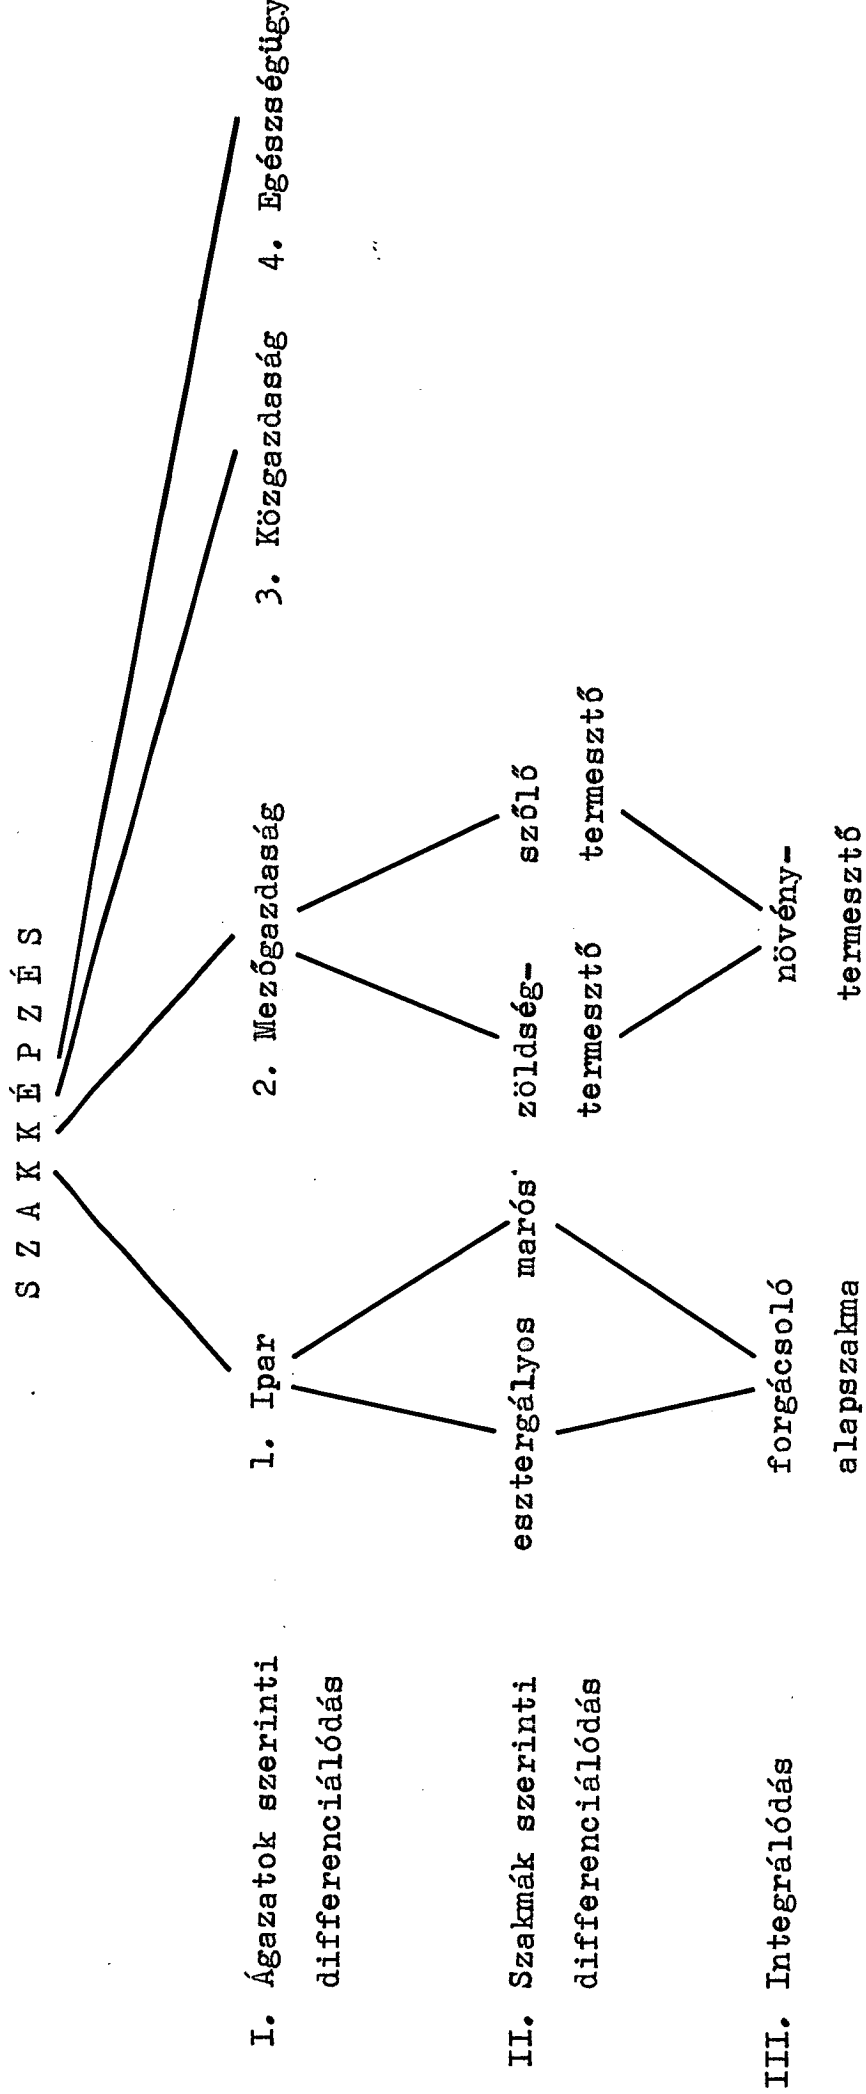 S Z A K K É P Z É S
I. Ágazatok szerinti differenciálódás
1. Ipar
2. Mezőgazdaság
3. Közgazdaság
4. Egészségügy
II. Szakmák szerinti differenciálódás
esztergályos
marós
zöldség-
termesztő
szőlő
termesztő
III. Integrálódás
forgácsoló
alapszakma
növény-
termesztő